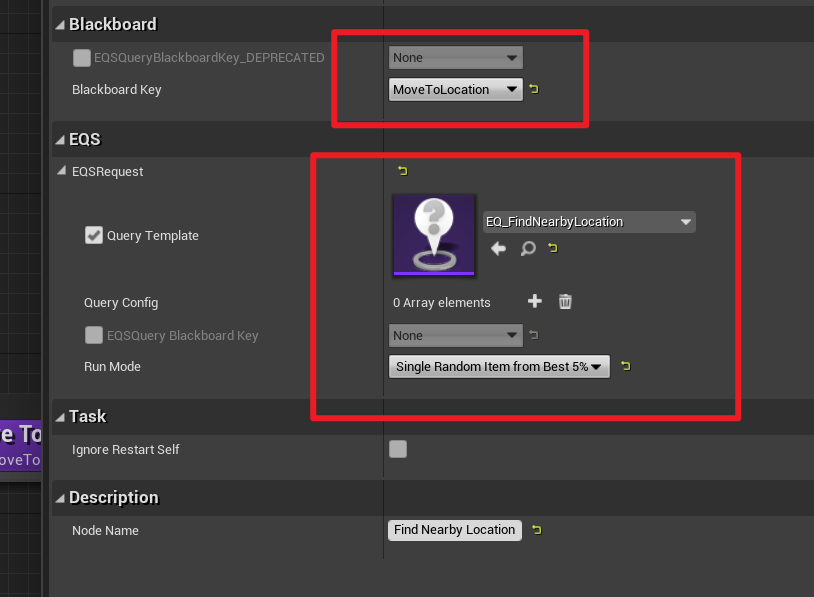 Blackboard
EQSQueryBlackboardKey_DEPRECATED None
Blackboard Key MoveToLocation
EQS
EQSRequest
Query Template EQ_FindNearbyLocation
Query Config 0 Array elements
EQSQuery Blackboard Key None
Run Mode Single Random Item from Best 5%
Task
e To
Ignore Restart Self
oveTo
Description
Node Name Find Nearby Location